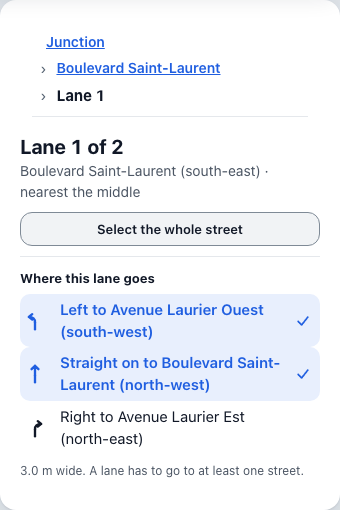 Junction
› Boulevard Saint-Laurent
› Lane 1
Lane 1 of 2
Boulevard Saint-Laurent (south-east) ·
nearest the middle
Select the whole street
Where this lane goes
Left to Avenue Laurier Ouest
(south-west)
Straight on to Boulevard Saint-
Laurent (north-west)
Right to Avenue Laurier Est
(north-east)
3.0 m wide. A lane has to go to at least one street.